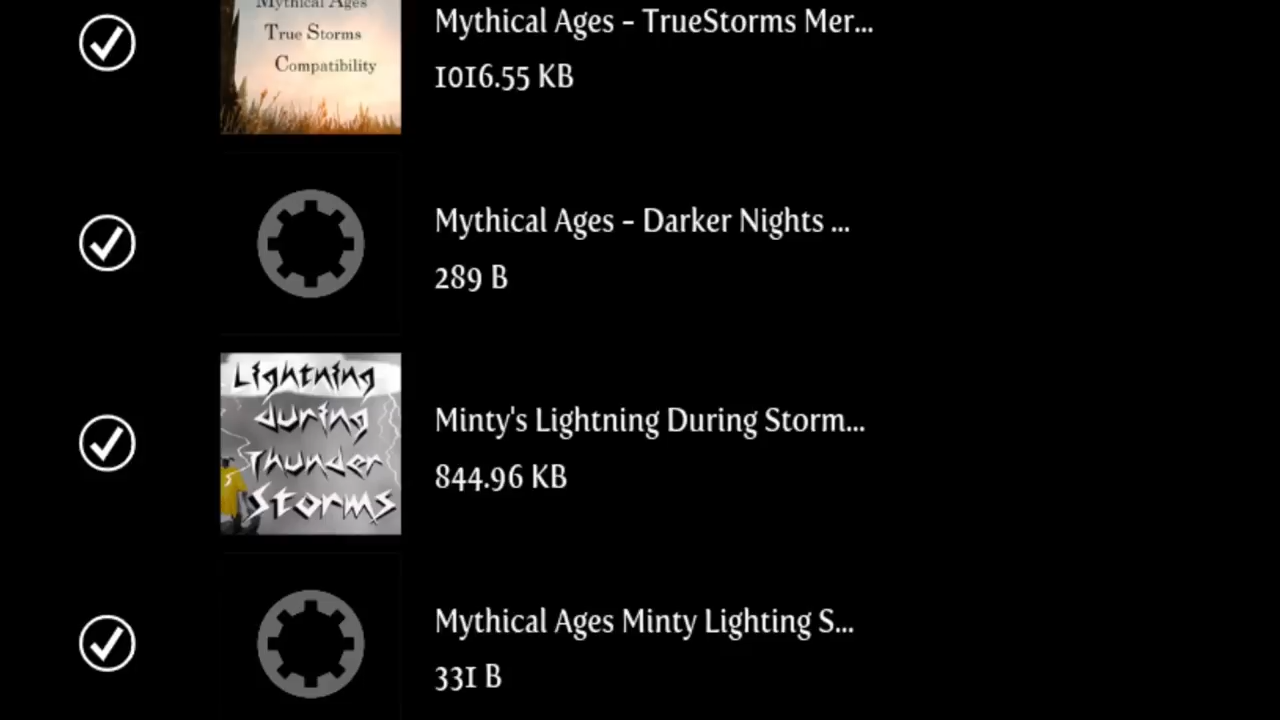 Mythical Ages
True Storms
Compatibility
Mythical Ages - TrueStorms Mer...
1016.55 KB
Mythical Ages - Darker Nights ...
289 B
Lightning
during
Thunder
Storms
Minty's Lightning During Storm...
844.96 KB
Mythical Ages Minty Lighting S...
331 B